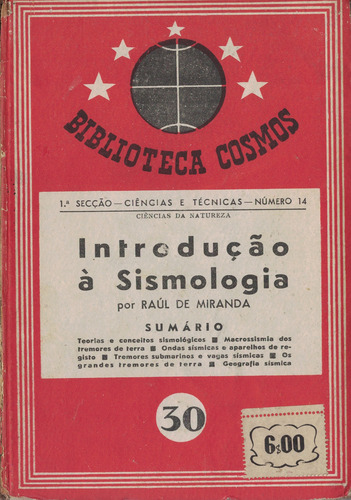 BIBLIOTECA COSMOS
1.ª SECÇÃO — CIÊNCIAS E TÉCNICAS — NÚMERO 14
CIÊNCIAS DA NATUREZA
Introdução
à Sismologia
por RAÚL DE MIRANDA
SUMÁRIO
Teorias e conceitos sismológicos ■ Macrossismia dos
tremores de terra ■ Ondas sísmicas e aparelhos de re-
gisto ■ Tremores submarinos e vagas sísmicas ■ Os
grandes tremores de terra ■ Geografia sísmica
30
6$00